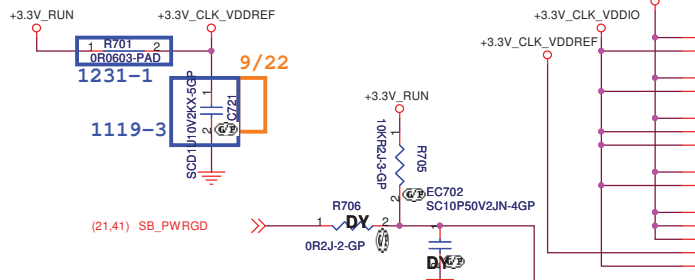 +3.3V_RUN
+3.3V_CLK_VDDREF
+3.3V_CLK_VDDIO
+3.3V_CLK_VDDREF
1 R701 2
0R0603-PAD
1231-1
9/22
1119-3
SCD1U10V2KX-5GP
1
2
C721
G/P
+3.3V_RUN
1
10KR2J-3-GP
R705
2
G/P
EC702
SC10P50V2JN-4GP
(21,41) SB_PWRGD
R706
1
DY
2
0R2J-2-GP
G/P
DY
G/P